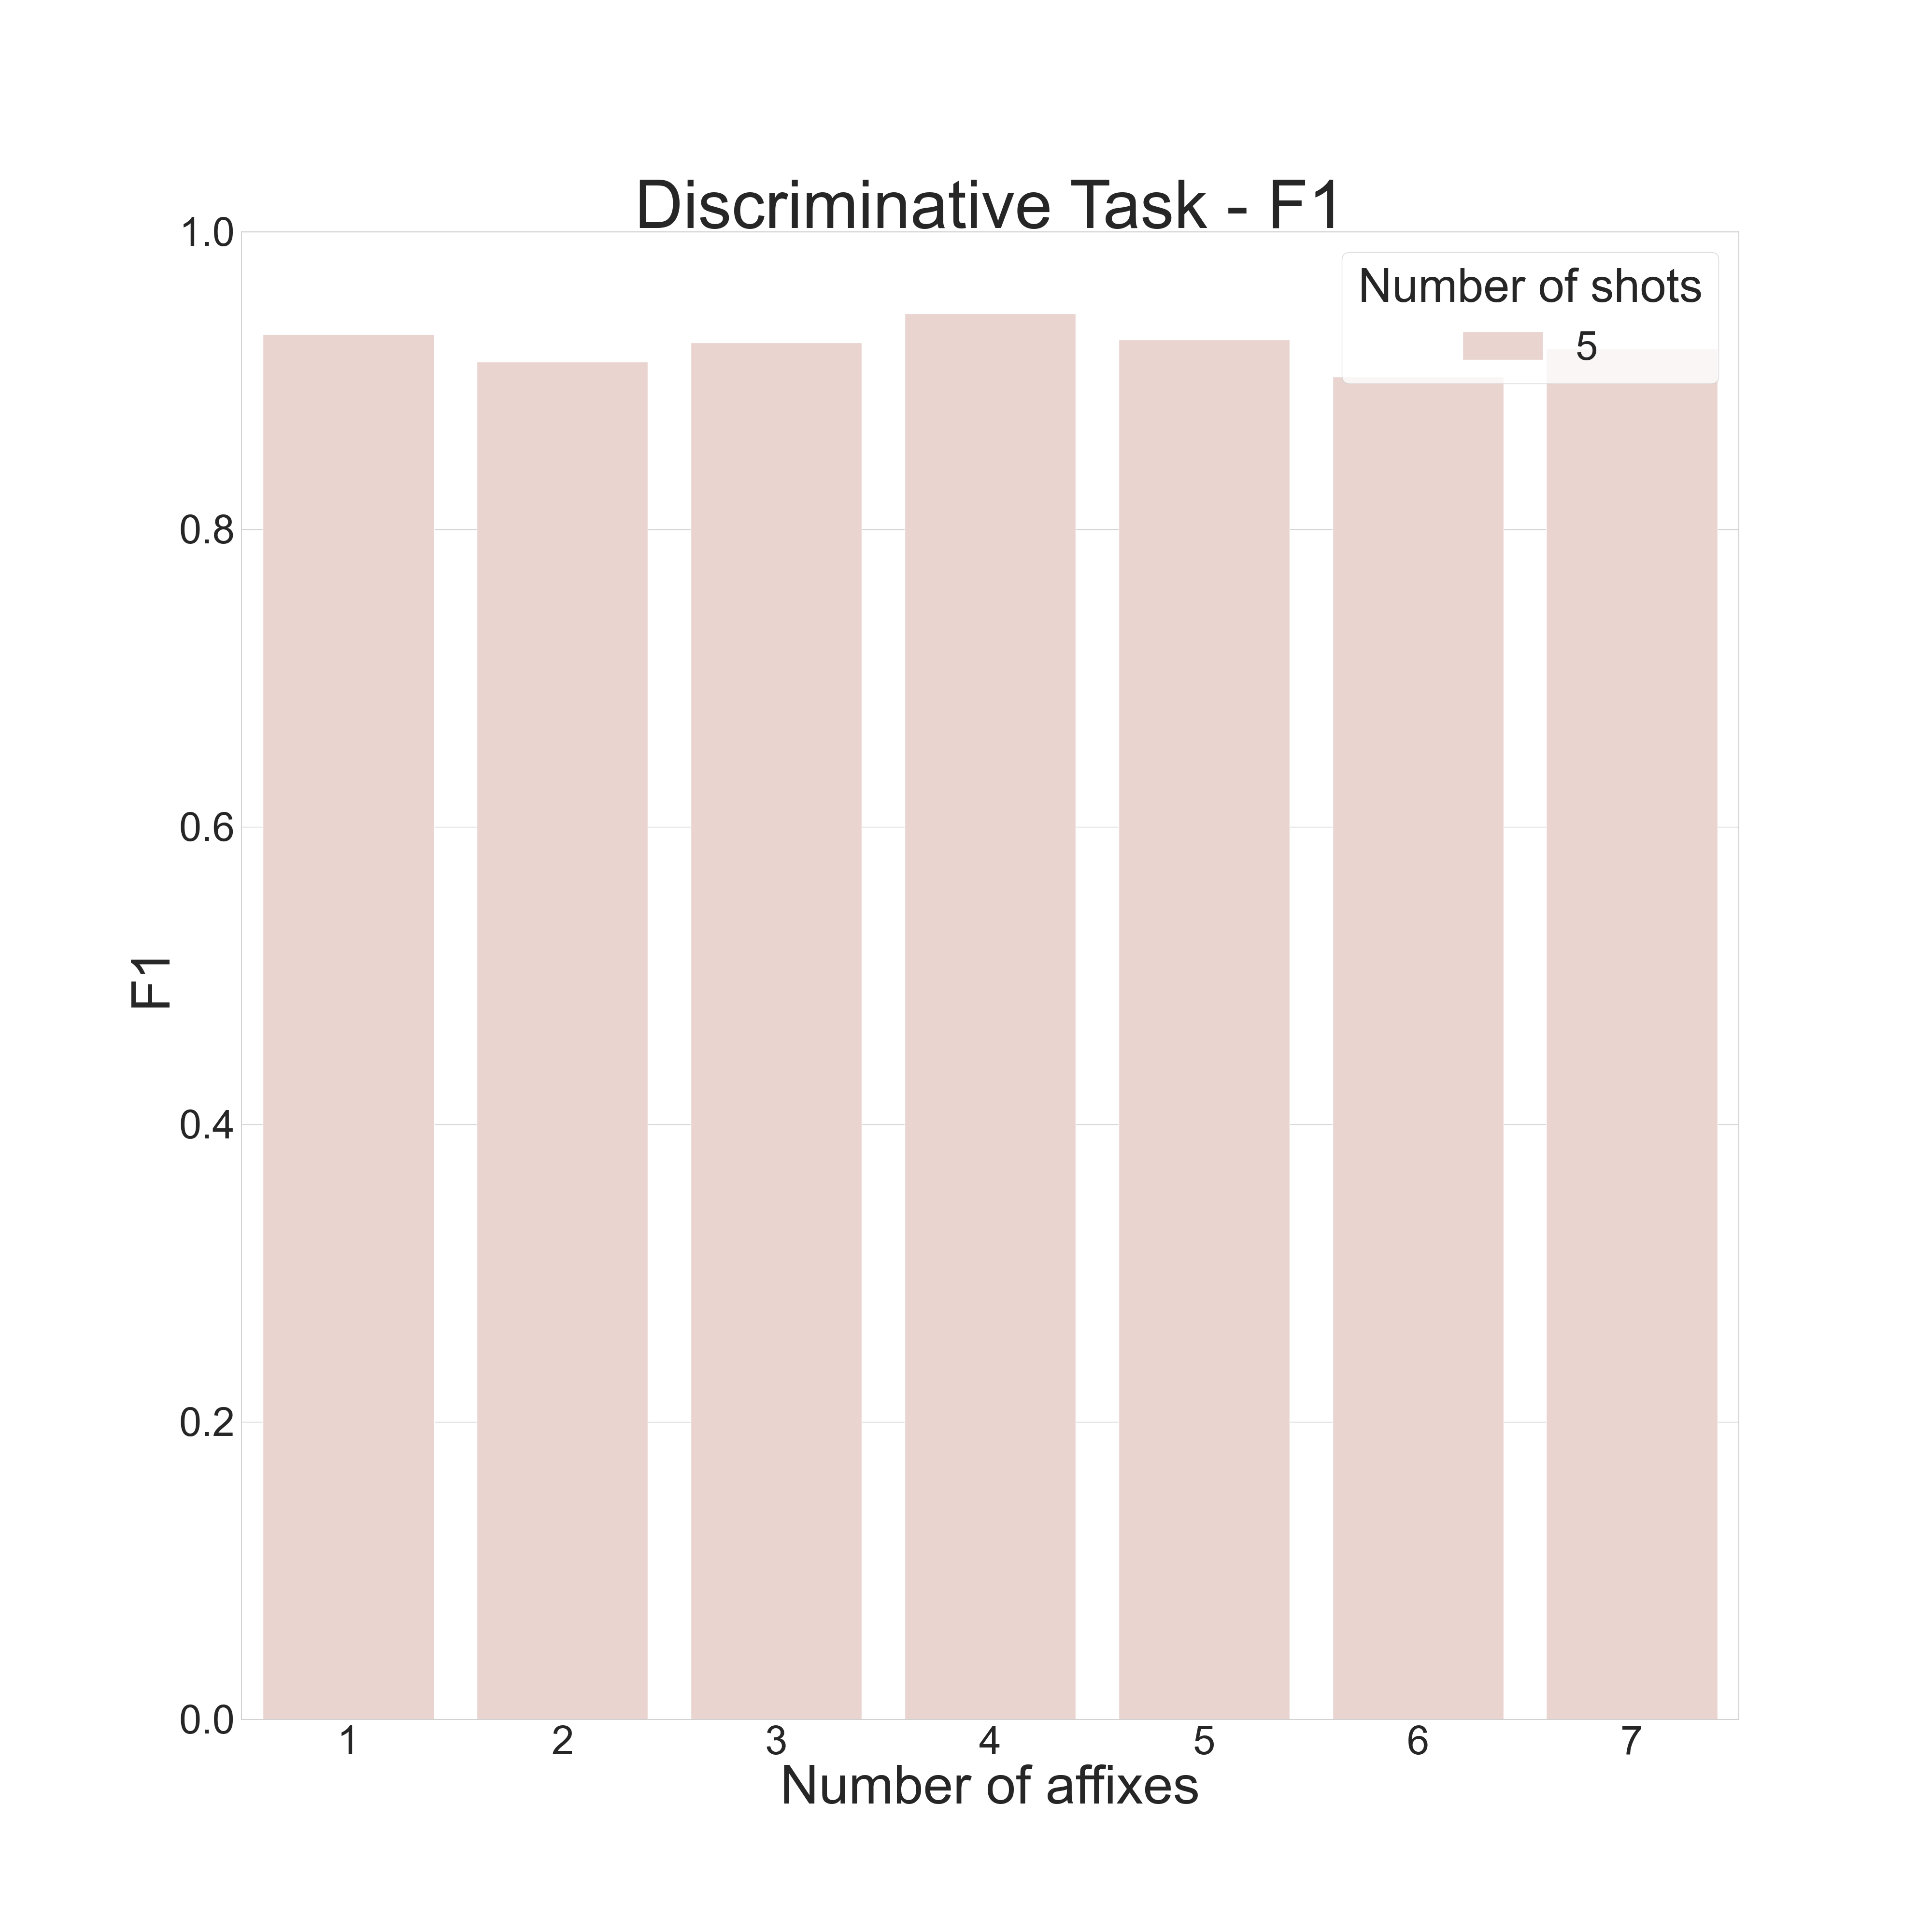 Discriminative Task - F1
Number of shots
5
1.0
0.8
0.6
0.4
0.2
0.0
F1
1 2 3 4 5 6 7
Number of affixes